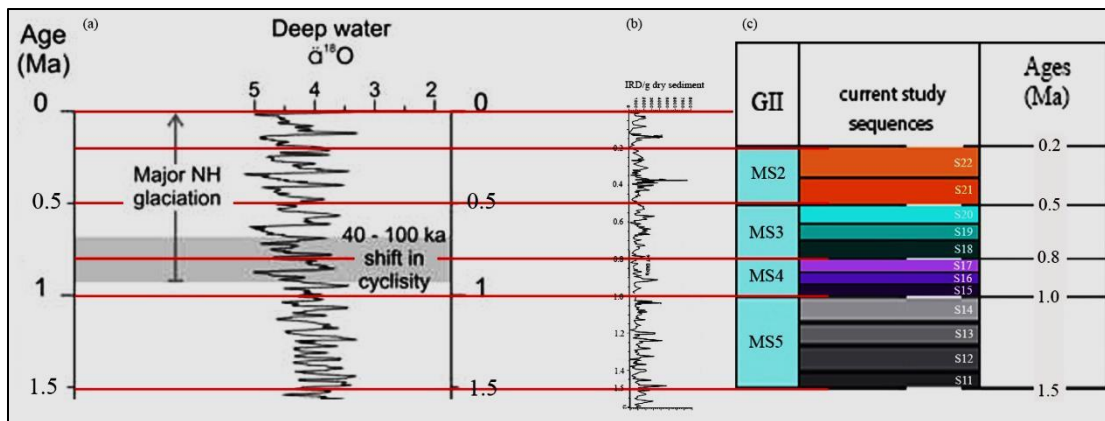 (a)
Age
(Ma)
Deep water
ä¹⁸O
5 4 3 2
0
0.5
1
1.5
Major NH
glaciation
40 - 100 ka
shift in
cyclisity
0
0.5
1
1.5
(b)
IRD/g dry sediment
0.2
0.4
0.6
0.8
1.0
1.2
1.4
1.5
(c)
GII
current study
sequences
Ages
(Ma)
MS2
MS3
MS4
MS5
S22
S21
S20
S19
S18
S17
S16
S15
S14
S13
S12
S11
0.2
0.5
0.8
1.0
1.5